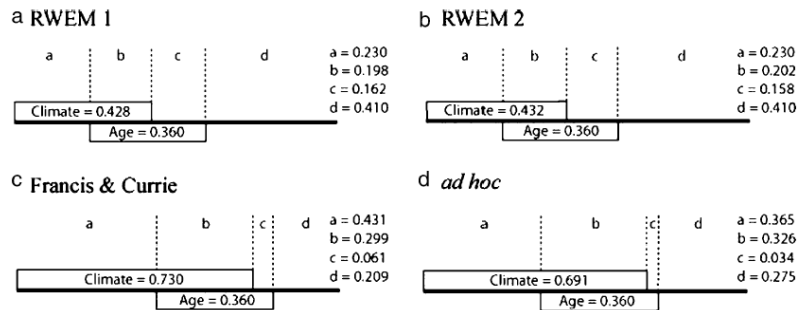 a RWEM 1
a b c d
a = 0.230
b = 0.198
c = 0.162
d = 0.410
Climate = 0.428
Age = 0.360
b RWEM 2
a b c d
a = 0.230
b = 0.202
c = 0.158
d = 0.410
Climate = 0.432
Age = 0.360
c Francis & Currie
a b c d
a = 0.431
b = 0.299
c = 0.061
d = 0.209
Climate = 0.730
Age = 0.360
d ad hoc
a b c d
a = 0.365
b = 0.326
c = 0.034
d = 0.275
Climate = 0.691
Age = 0.360